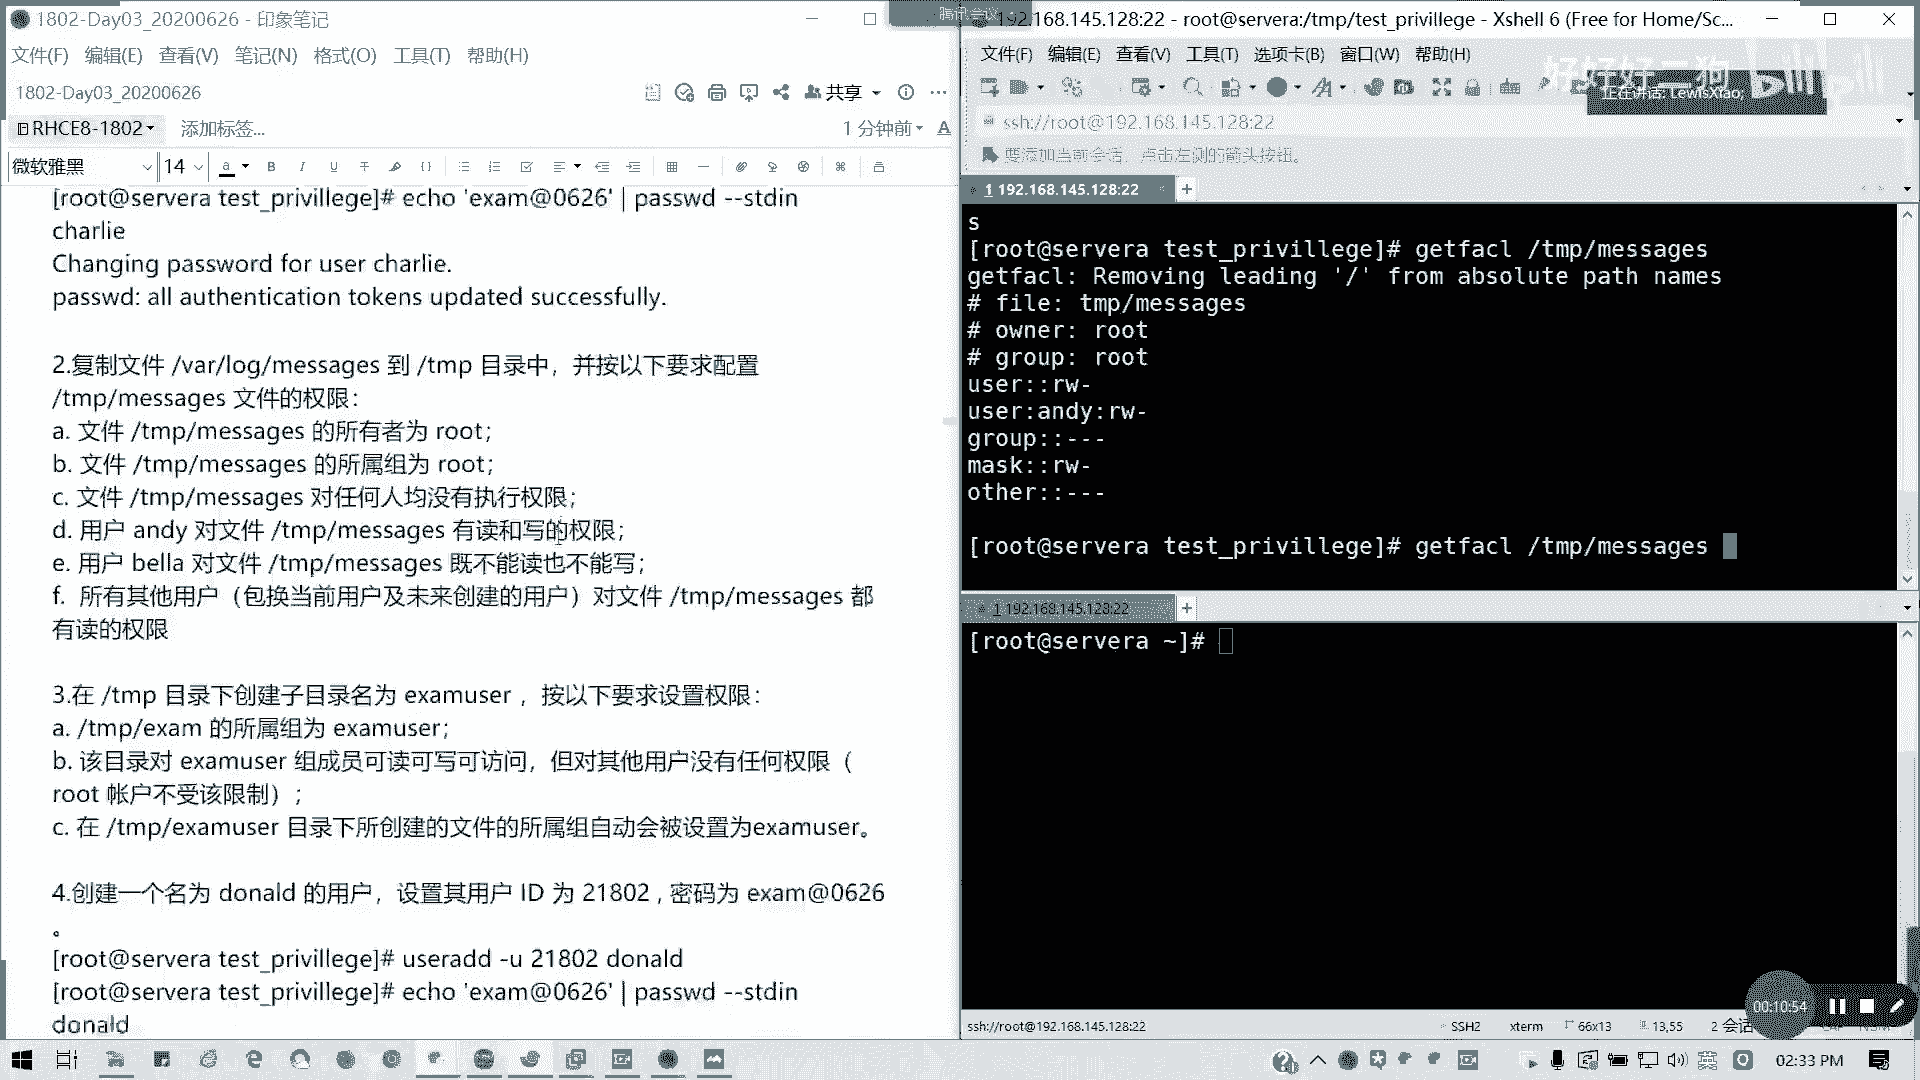 1802-Day03_20200626 - 印象笔记
文件(F) 编辑(E) 查看(V) 笔记(N) 格式(O) 工具(T) 帮助(H)
1802-Day03_20200626
共享
RHCE8-1802
添加标签...
1 分钟前
微软雅黑 14
[root@servera test_privillege]# echo 'exam@0626' | passwd --stdin
charlie
Changing password for user charlie.
passwd: all authentication tokens updated successfully.
2.复制文件 /var/log/messages 到 /tmp 目录中，并按以下要求配置
/tmp/messages 文件的权限：
a. 文件 /tmp/messages 的所有者为 root；
b. 文件 /tmp/messages 的所属组为 root；
c. 文件 /tmp/messages 对任何人均没有执行权限；
d. 用户 andy 对文件 /tmp/messages 有读和写的权限；
e. 用户 bella 对文件 /tmp/messages 既不能读也不能写；
f. 所有其他用户（包换当前用户及未来创建的用户）对文件 /tmp/messages 都
有读的权限
3.在 /tmp 目录下创建子目录名为 examuser ，按以下要求设置权限：
a. /tmp/exam 的所属组为 examuser；
b. 该目录对 examuser 组成员可读可写可访问，但对其他用户没有任何权限（
root 帐户不受该限制）；
c. 在 /tmp/examuser 目录下所创建的文件的所属组自动会被设置为examuser。
4.创建一个名为 donald 的用户，设置其用户 ID 为 21802 , 密码为 exam@0626
。
[root@servera test_privillege]# useradd -u 21802 donald
[root@servera test_privillege]# echo 'exam@0626' | passwd --stdin
donald
腾讯会议
192.168.145.128:22 - root@servera:/tmp/test_privillege - Xshell 6 (Free for Home/Sc...
文件(F) 编辑(E) 查看(V) 工具(T) 选项卡(B) 窗口(W) 帮助(H)
好好好二狗 bilibili
正在讲话: LewisXiao;
ssh://root@192.168.145.128:22
要添加当前会话，点击左侧的箭头按钮。
1 192.168.145.128:22
s
[root@servera test_privillege]# getfacl /tmp/messages
getfacl: Removing leading '/' from absolute path names
# file: tmp/messages
# owner: root
# group: root
user::rw-
user:andy:rw-
group::---
mask::rw-
other::---
[root@servera test_privillege]# getfacl /tmp/messages
1 192.168.145.128:22
[root@servera ~]#
00:10:54
ssh://root@192.168.145.128:22 SSH2 xterm 66x13 13,55 2 会话
02:33 PM